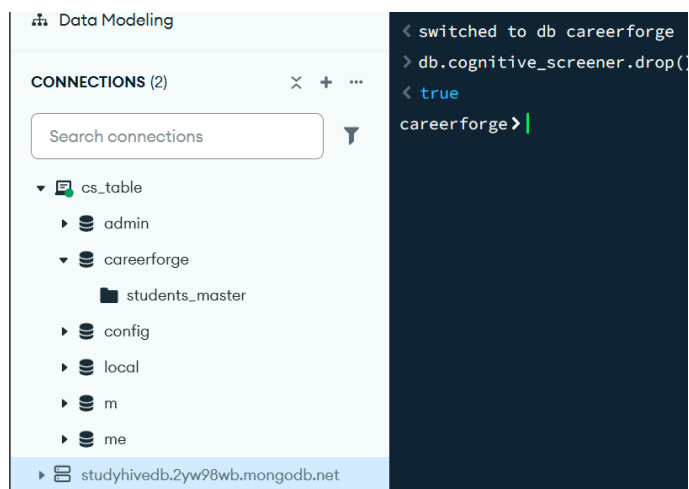 Data Modeling
CONNECTIONS (2)
Search connections
cs_table
admin
careerforge
students_master
config
local
m
me
studyhivedb.2yw98wb.mongodb.net
< switched to db careerforge
> db.cognitive_screener.drop()
< true
careerforge>